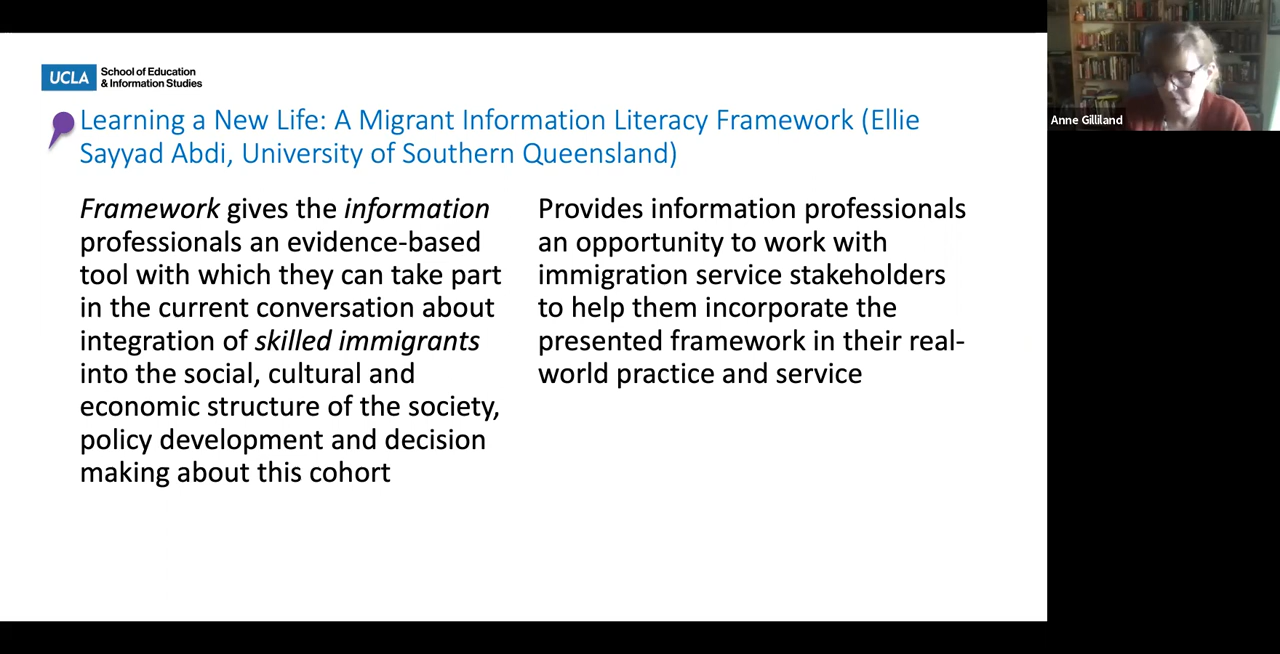 UCLA School of Education
& Information Studies
Learning a New Life: A Migrant Information Literacy Framework (Ellie
Sayyad Abdi, University of Southern Queensland)
Framework gives the information
professionals an evidence-based
tool with which they can take part
in the current conversation about
integration of skilled immigrants
into the social, cultural and
economic structure of the society,
policy development and decision
making about this cohort
Provides information professionals
an opportunity to work with
immigration service stakeholders
to help them incorporate the
presented framework in their real-
world practice and service
Anne Gilliland